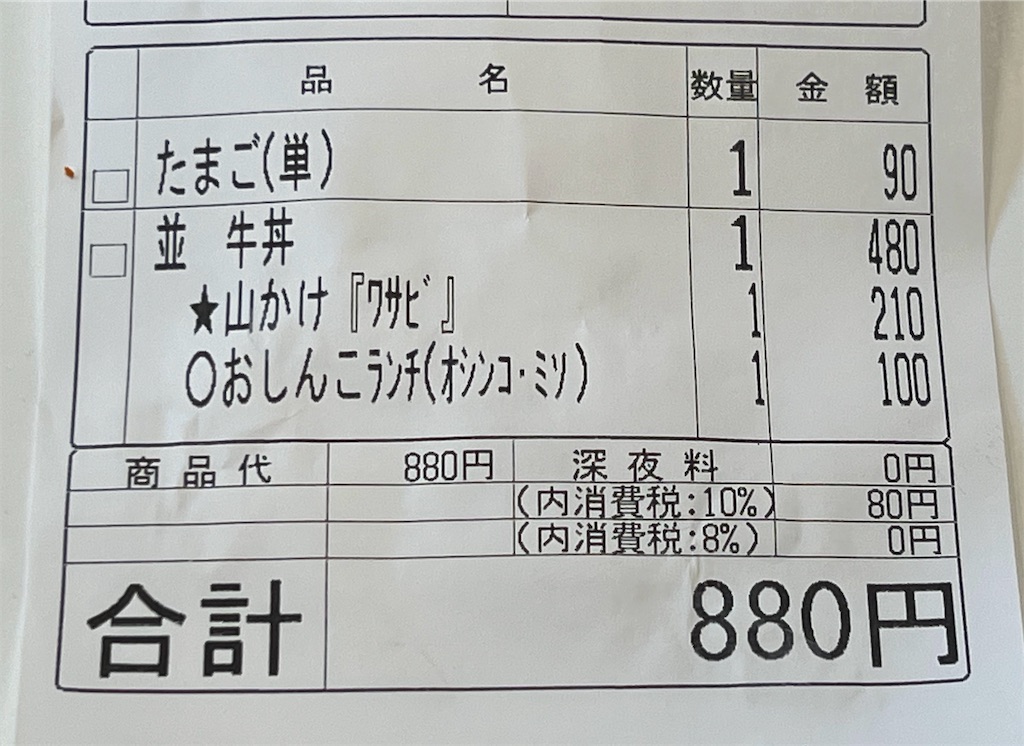 品 名 数量 金 額
たまご(単) 1 90
並 牛丼 1 480
★山かけ『ﾜｻﾋﾞ』 1 210
○おしんこﾗﾝﾁ(ｵｼﾝｺ･ﾐｿ) 1 100
商 品 代 880円 深 夜 料 0円
(内消費税:10%) 80円
(内消費税:8%) 0円
合計 880円